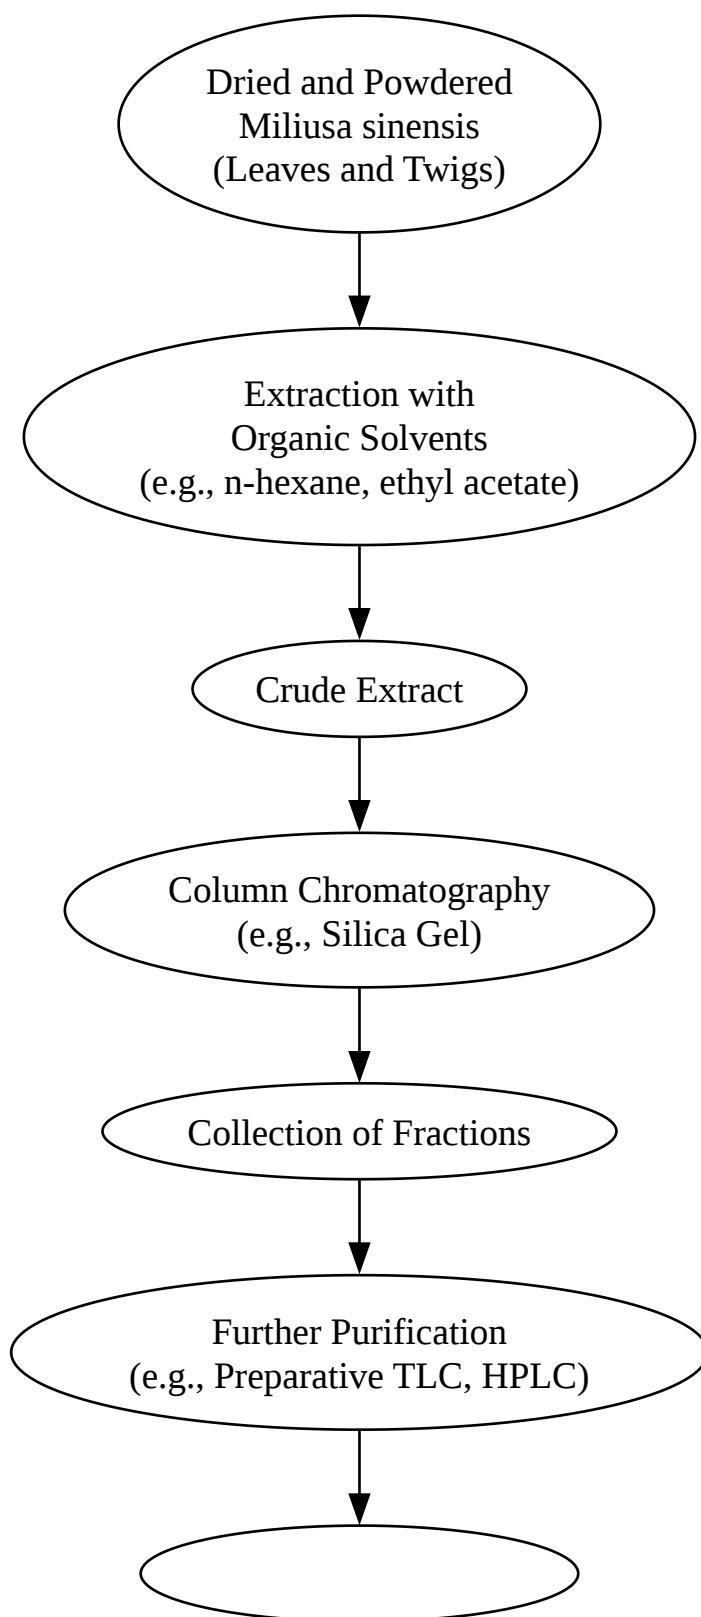 Dried and Powdered
Miliusa sinensis
(Leaves and Twigs)
Extraction with
Organic Solvents
(e.g., n-hexane, ethyl acetate)
Crude Extract
Column Chromatography
(e.g., Silica Gel)
Collection of Fractions
Further Purification
(e.g., Preparative TLC, HPLC)